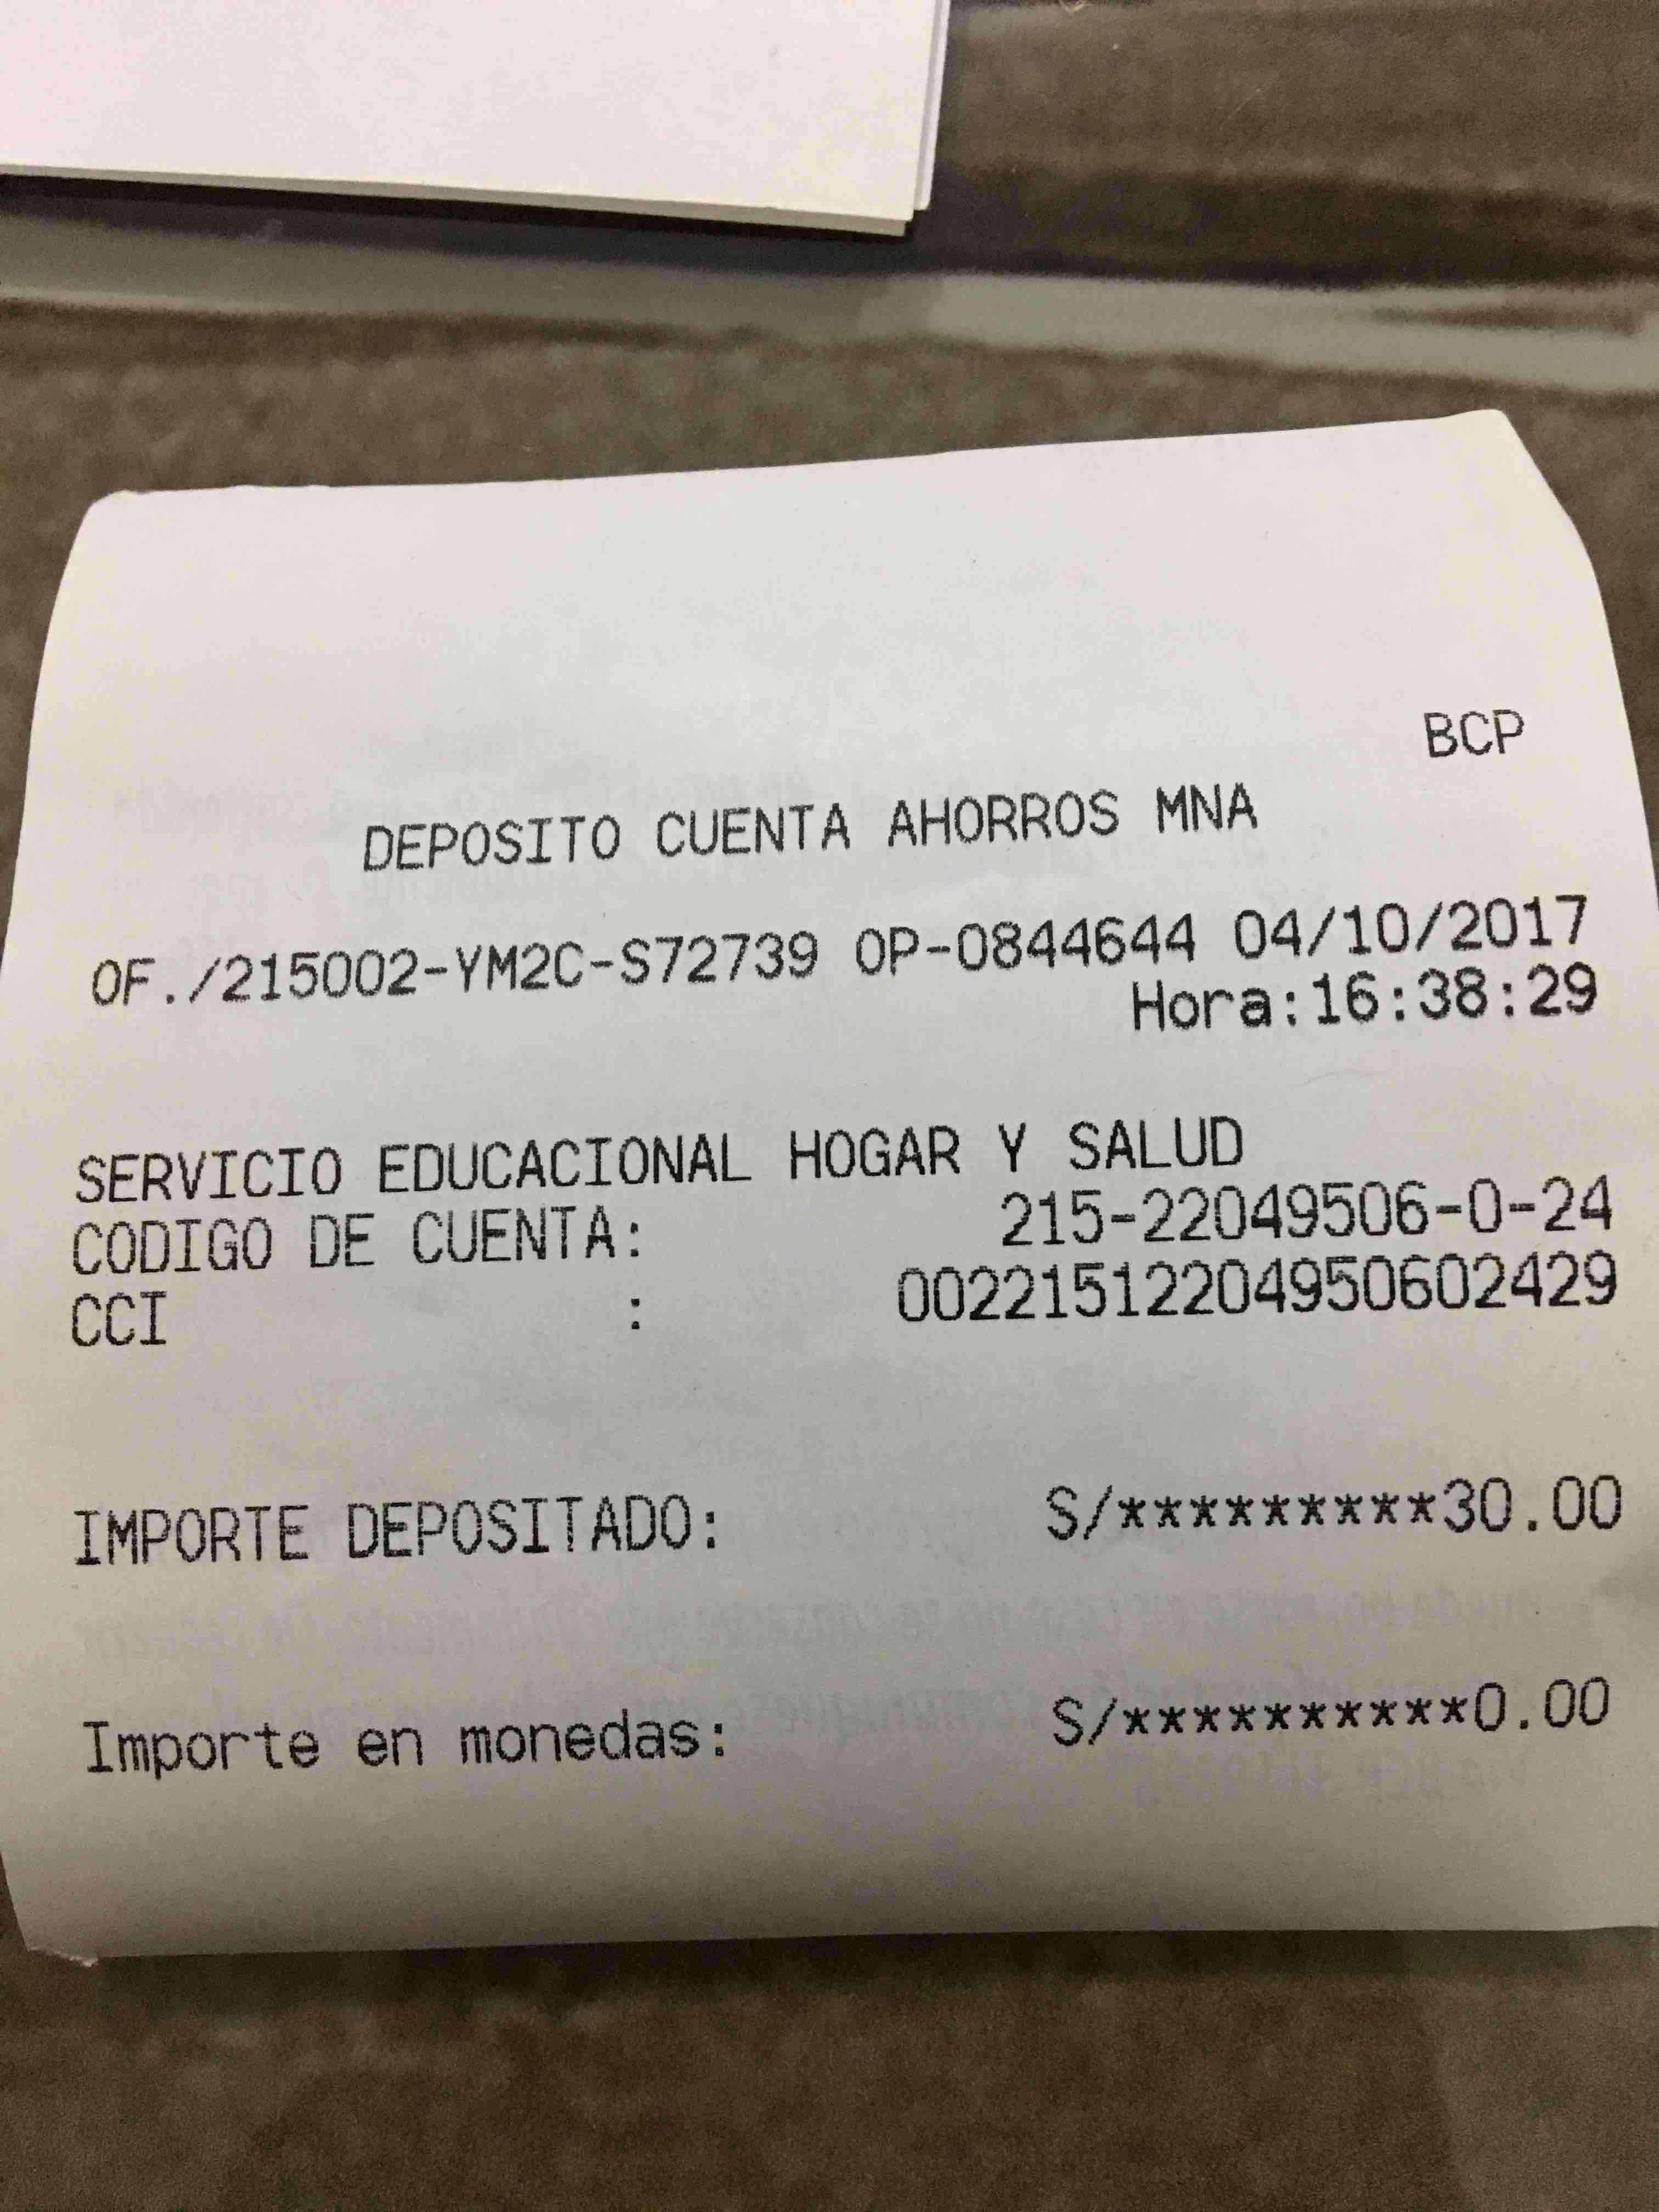 BCP
DEPOSITO CUENTA AHORROS MNA
OF./215002-YM2C-S72739 OP-0844644 04/10/2017
Hora:16:38:29
SERVICIO EDUCACIONAL HOGAR Y SALUD
CODIGO DE CUENTA: 215-22049506-0-24
CCI : 00221512204950602429
IMPORTE DEPOSITADO: S/*********30.00
Importe en monedas: S/**********0.00